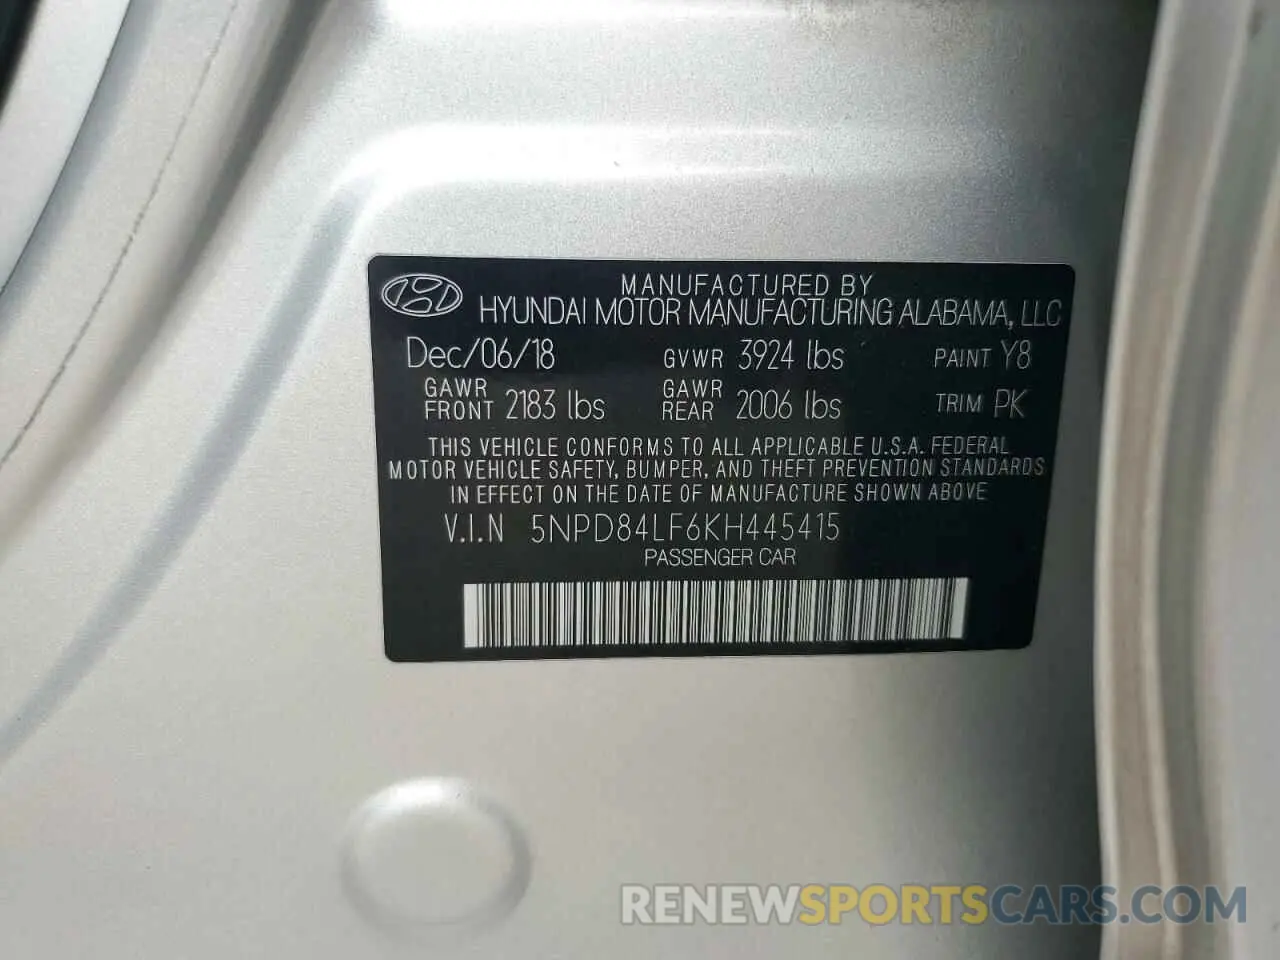 MANUFACTURED BY
HYUNDAI MOTOR MANUFACTURING ALABAMA, LLC
Dec/06/18 GVWR 3924 lbs PAINT Y8
GAWR FRONT 2183 lbs GAWR REAR 2006 lbs TRIM PK
THIS VEHICLE CONFORMS TO ALL APPLICABLE U.S.A. FEDERAL
MOTOR VEHICLE SAFETY, BUMPER, AND THEFT PREVENTION STANDARDS
IN EFFECT ON THE DATE OF MANUFACTURE SHOWN ABOVE
V.I.N 5NPD84LF6KH445415
PASSENGER CAR
RENEWSPORTSCARS.COM